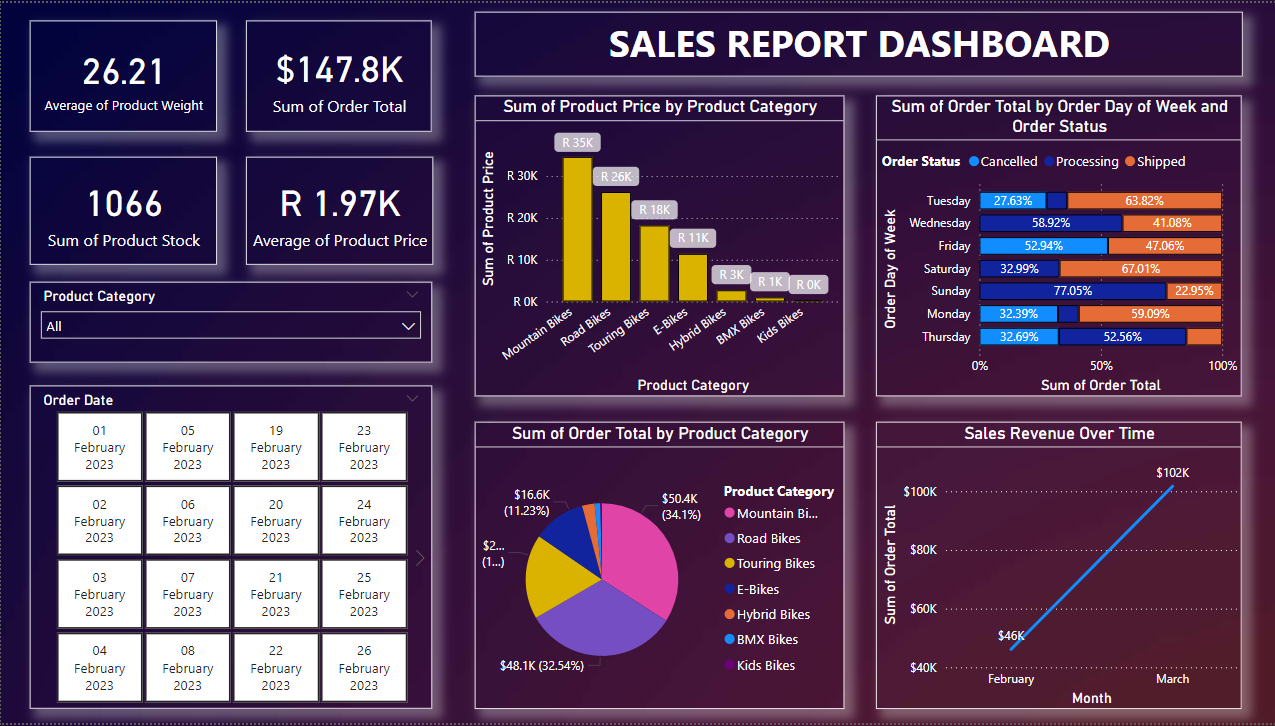 SALES REPORT DASHBOARD
26.21
Average of Product Weight
$147.8K
Sum of Order Total
1066
Sum of Product Stock
R 1.97K
Average of Product Price
Product Category
All
Order Date
01 February 2023
05 February 2023
19 February 2023
23 February 2023
02 February 2023
06 February 2023
20 February 2023
24 February 2023
03 February 2023
07 February 2023
21 February 2023
25 February 2023
04 February 2023
08 February 2023
22 February 2023
26 February 2023
Sum of Product Price by Product Category
Sum of Product Price
R 30K
R 20K
R 10K
R 0K
R 35K
R 26K
R 18K
R 11K
R 3K
R 1K
R 0K
Mountain Bikes
Road Bikes
Touring Bikes
E-Bikes
Hybrid Bikes
BMX Bikes
Kids Bikes
Product Category
Sum of Order Total by Order Day of Week and
Order Status
Order Status Cancelled Processing Shipped
Order Day of Week
Tuesday 27.63% 63.82%
Wednesday 58.92% 41.08%
Friday 52.94% 47.06%
Saturday 32.99% 67.01%
Sunday 77.05% 22.95%
Monday 32.39% 59.09%
Thursday 32.69% 52.56%
0% 50% 100%
Sum of Order Total
Sum of Order Total by Product Category
$16.6K
(11.23%)
$50.4K
(34.1%)
$2...
(1...)
$48.1K (32.54%)
Product Category
Mountain Bi...
Road Bikes
Touring Bikes
E-Bikes
Hybrid Bikes
BMX Bikes
Kids Bikes
Sales Revenue Over Time
Sum of Order Total
$100K
$80K
$60K
$40K
$46K
$102K
February
March
Month